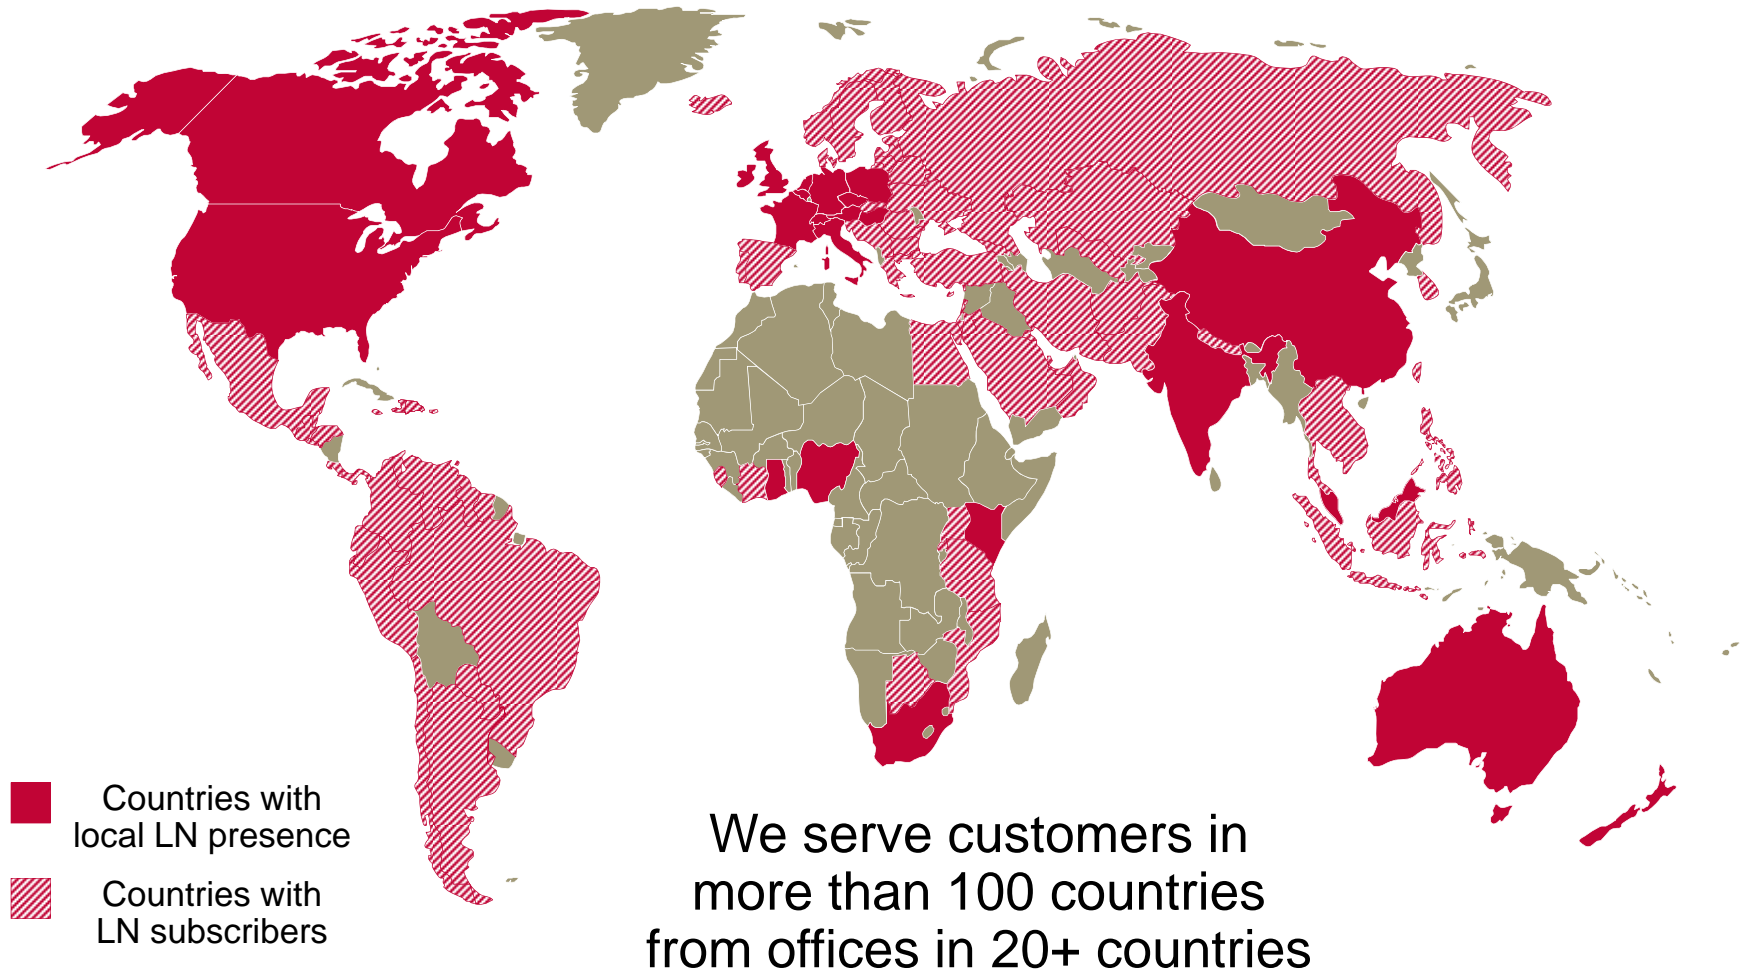 Countries with
local LN presence
Countries with
LN subscribers
We serve customers in
more than 100 countries
from offices in 20+ countries